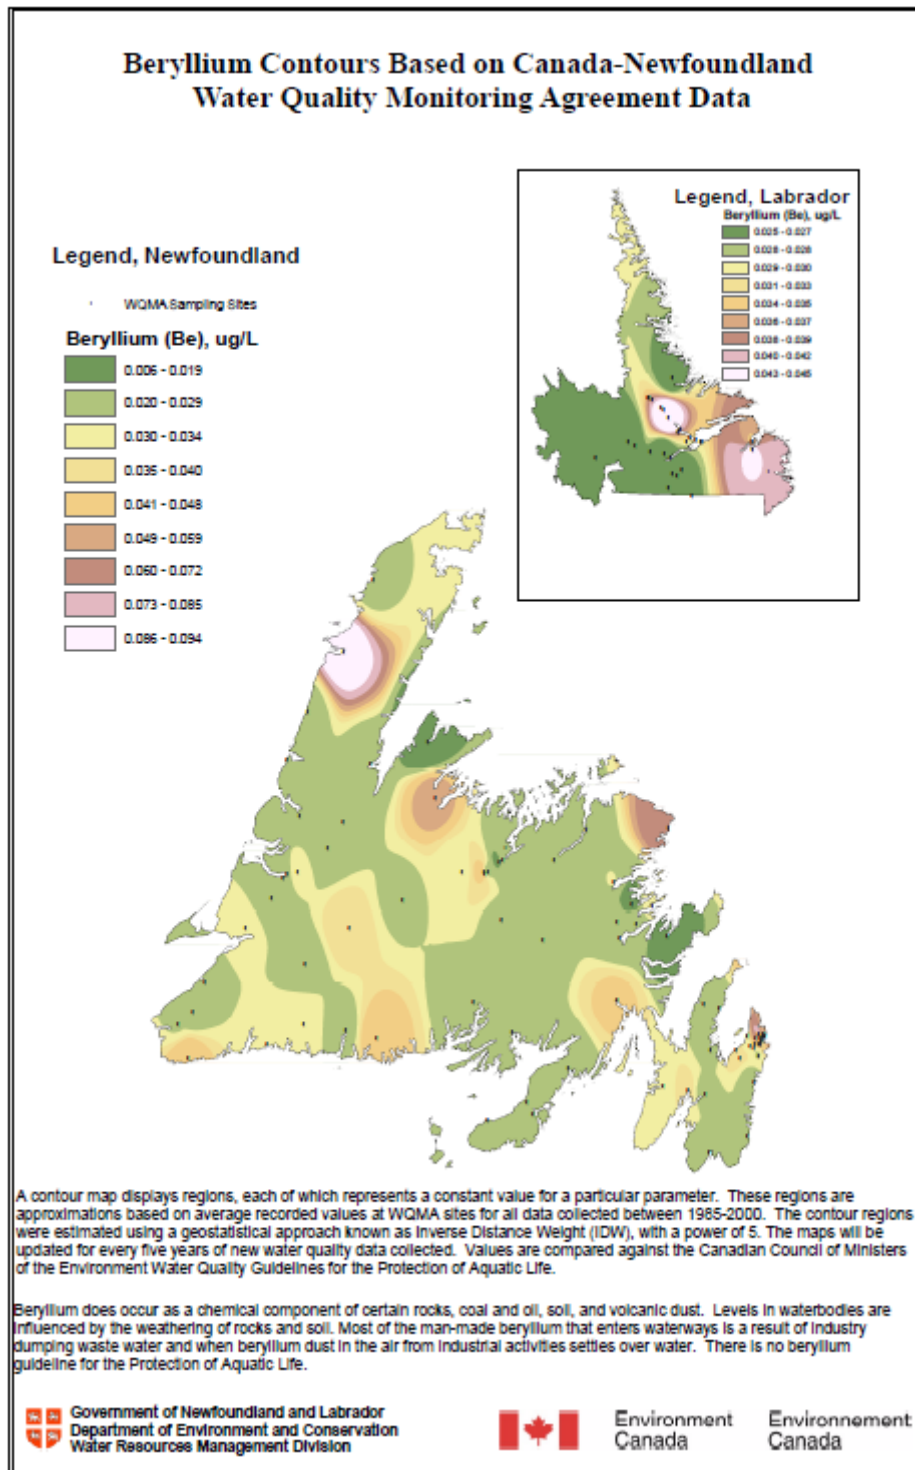 Beryllium Contours Based on Canada-Newfoundland
Water Quality Monitoring Agreement Data
Legend, Labrador
Beryllium (Be), ug/L
0.025 - 0.027
0.028 - 0.028
0.029 - 0.030
0.031 - 0.033
0.034 - 0.035
0.036 - 0.037
0.038 - 0.039
0.040 - 0.042
0.043 - 0.045
Legend, Newfoundland
WQMA Sampling Sites
Beryllium (Be), ug/L
0.006 - 0.019
0.020 - 0.029
0.030 - 0.034
0.035 - 0.040
0.041 - 0.048
0.049 - 0.059
0.060 - 0.072
0.073 - 0.085
0.086 - 0.094
A contour map displays regions, each of which represents a constant value for a particular parameter. These regions are
approximations based on average recorded values at WQMA sites for all data collected between 1985-2000. The contour regions
were estimated using a geostatistical approach known as Inverse Distance Weight (IDW), with a power of 5. The maps will be
updated for every five years of new water quality data collected. Values are compared against the Canadian Council of Ministers
of the Environment Water Quality Guidelines for the Protection of Aquatic Life.
Beryllium does occur as a chemical component of certain rocks, coal and oil, soil, and volcanic dust. Levels in waterbodies are
influenced by the weathering of rocks and soil. Most of the man-made beryllium that enters waterways is a result of industry
dumping waste water and when beryllium dust in the air from industrial activities settles over water. There is no beryllium
guideline for the Protection of Aquatic Life.
Government of Newfoundland and Labrador
Department of Environment and Conservation
Water Resources Management Division
Environment
Canada
Environnement
Canada